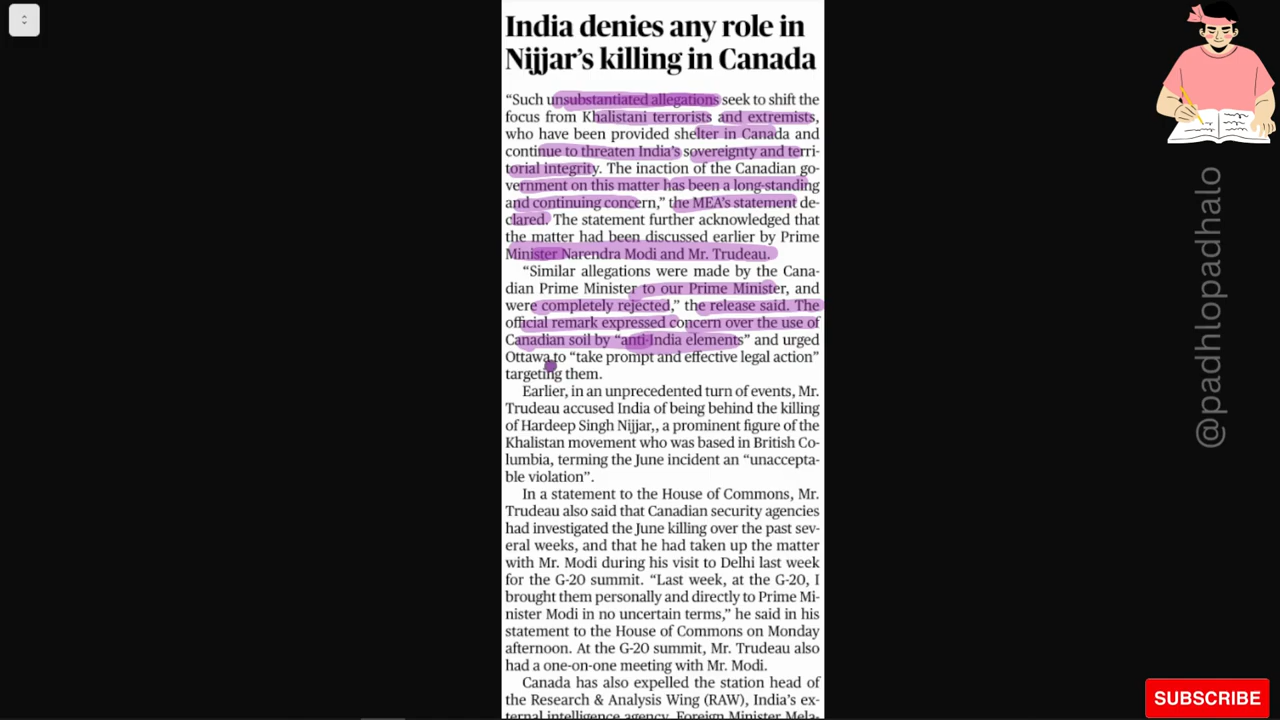 India denies any role in
Nijjar’s killing in Canada
“Such unsubstantiated allegations seek to shift the
focus from Khalistani terrorists and extremists,
who have been provided shelter in Canada and
continue to threaten India’s sovereignty and terri-
torial integrity. The inaction of the Canadian go-
vernment on this matter has been a long-standing
and continuing concern,” the MEA’s statement de-
clared. The statement further acknowledged that
the matter had been discussed earlier by Prime
Minister Narendra Modi and Mr. Trudeau.
“Similar allegations were made by the Cana-
dian Prime Minister to our Prime Minister, and
were completely rejected,” the release said. The
official remark expressed concern over the use of
Canadian soil by “anti-India elements” and urged
Ottawa to “take prompt and effective legal action”
targeting them.
Earlier, in an unprecedented turn of events, Mr.
Trudeau accused India of being behind the killing
of Hardeep Singh Nijjar,, a prominent figure of the
Khalistan movement who was based in British Co-
lumbia, terming the June incident an “unaccepta-
ble violation”.
In a statement to the House of Commons, Mr.
Trudeau also said that Canadian security agencies
had investigated the June killing over the past sev-
eral weeks, and that he had taken up the matter
with Mr. Modi during his visit to Delhi last week
for the G-20 summit. “Last week, at the G-20, I
brought them personally and directly to Prime Mi-
nister Modi in no uncertain terms,” he said in his
statement to the House of Commons on Monday
afternoon. At the G-20 summit, Mr. Trudeau also
had a one-on-one meeting with Mr. Modi.
Canada has also expelled the station head of
the Research & Analysis Wing (RAW), India’s ex-
ternal intelligence agency. Foreign Minister Mela-
@padhlopadhalo
SUBSCRIBE